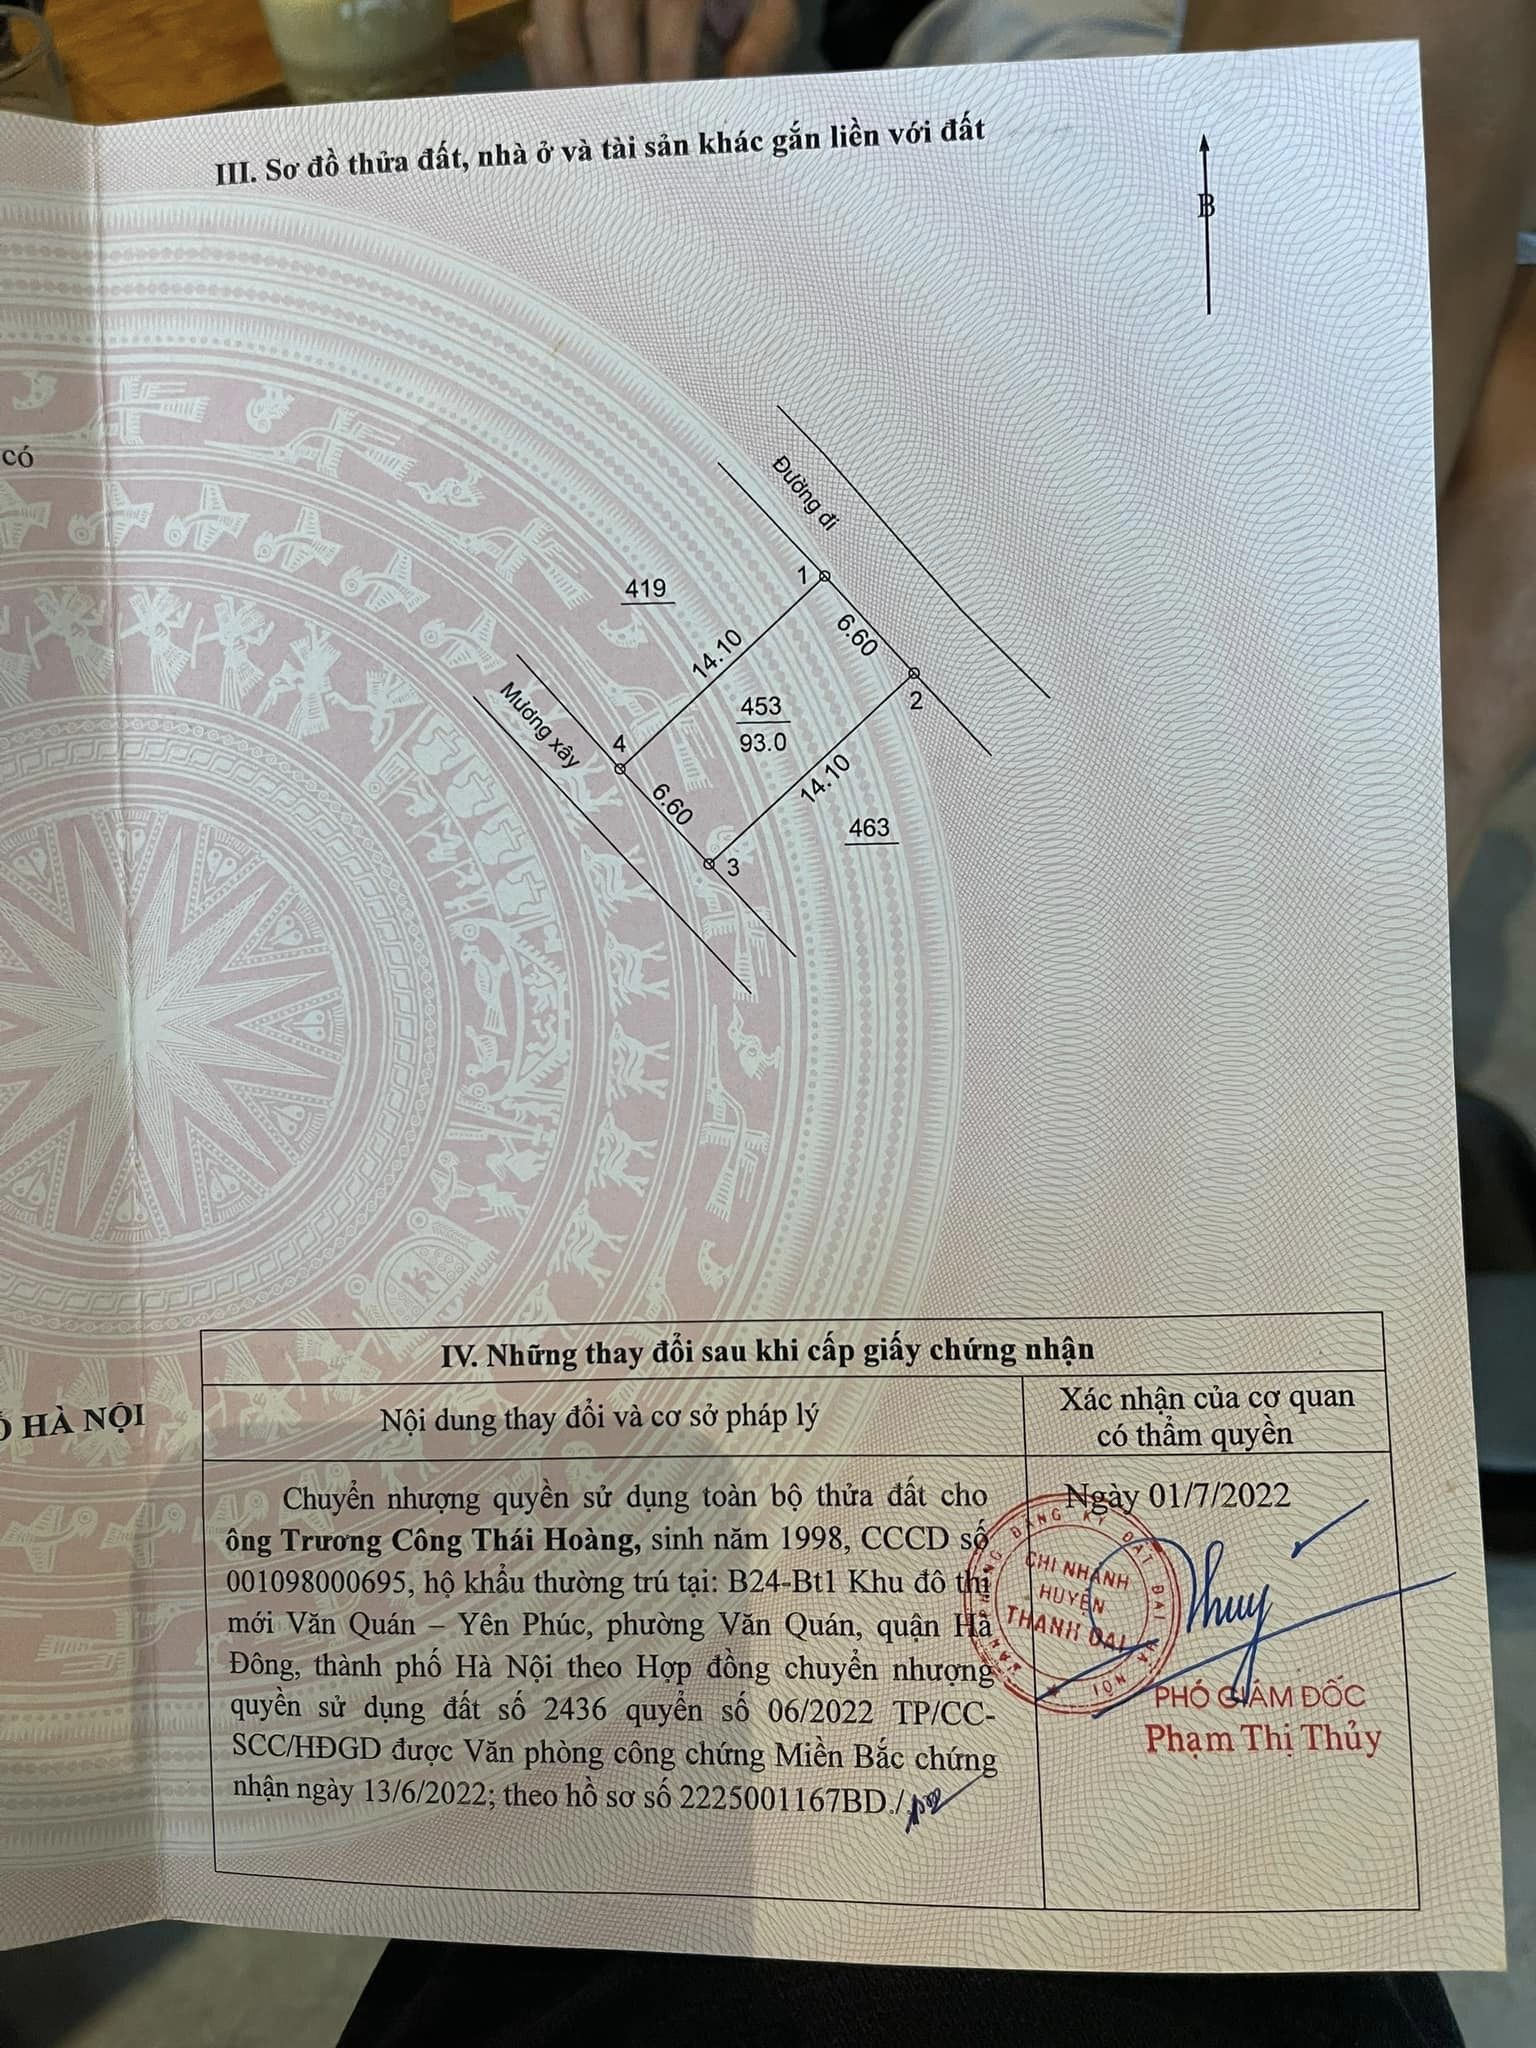 III. Sơ đồ thửa đất, nhà ở và tài sản khác gắn liền với đất
B
có
Đường đi
419
1
14.10
6.60
2
Mương xây
4
453
93.0
14.10
6.60
3
463
HÀ NỘI
IV. Những thay đổi sau khi cấp giấy chứng nhận
Nội dung thay đổi và cơ sở pháp lý
Xác nhận của cơ quan
có thẩm quyền
Chuyển nhượng quyền sử dụng toàn bộ thửa đất cho
ông Trương Công Thái Hoàng, sinh năm 1998, CCCD số
001098000695, hộ khẩu thường trú tại: B24-Bt1 Khu đô thị
mới Văn Quán – Yên Phúc, phường Văn Quán, quận Hà
Đông, thành phố Hà Nội theo Hợp đồng chuyển nhượng
quyền sử dụng đất số 2436 quyển số 06/2022 TP/CC-
SCC/HĐGD được Văn phòng công chứng Miền Bắc chứng
nhận ngày 13/6/2022; theo hồ sơ số 2225001167BD./
Ngày 01/7/2022
CHI NHÁNH
HUYỆN
THANH OAI
Thuy
PHÓ GIÁM ĐỐC
Phạm Thị Thủy